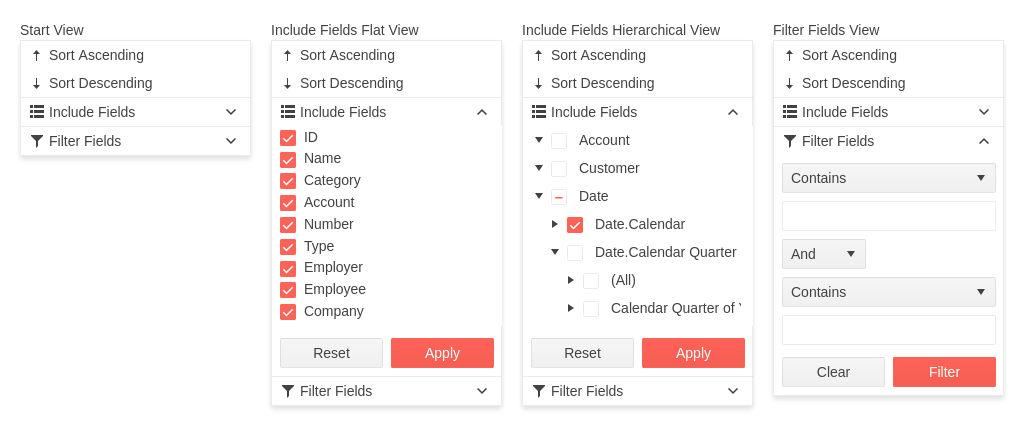 Start View
Sort Ascending
Sort Descending
Include Fields
Filter Fields
Include Fields Flat View
Sort Ascending
Sort Descending
Include Fields
ID
Name
Category
Account
Number
Type
Employer
Employee
Company
Reset Apply
Filter Fields
Include Fields Hierarchical View
Sort Ascending
Sort Descending
Include Fields
Account
Customer
Date
Date.Calendar
Date.Calendar Quarter
(All)
Calendar Quarter of
Reset Apply
Filter Fields
Filter Fields View
Sort Ascending
Sort Descending
Include Fields
Filter Fields
Contains
And
Contains
Clear Filter